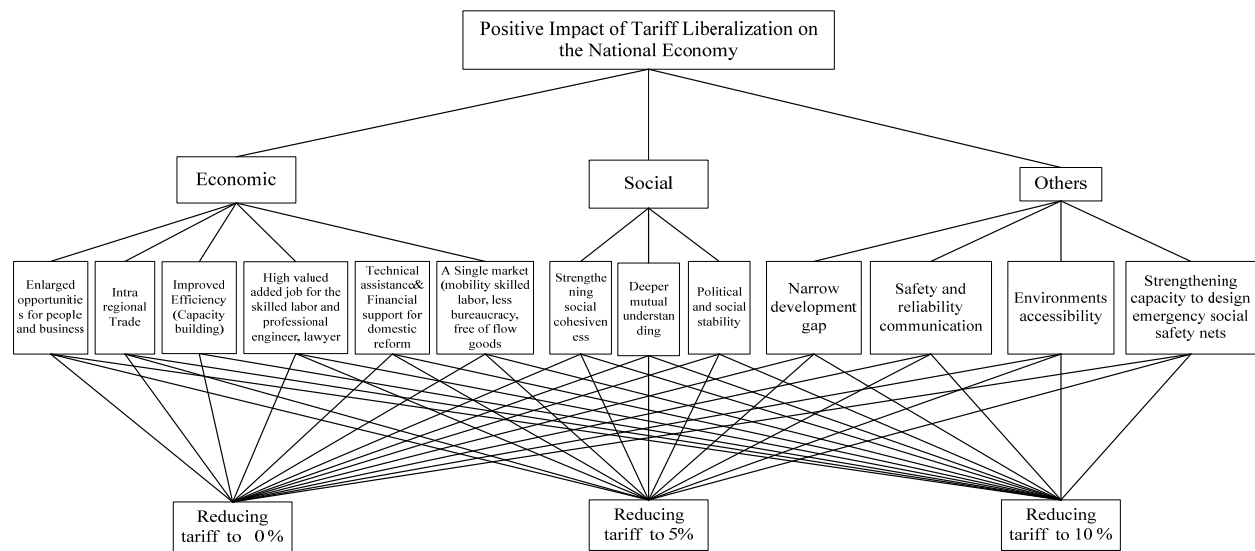 Positive Impact of Tariff Liberalization on
the National Economy
Economic
Social
Others
Enlarged
opportunitie
s for people
and business
Intra
regional
Trade
Improved
Efficiency
(Capacity
building)
High valued
added job for the
skilled labor and
professional
engineer, lawyer
Technical
assistance&
Financial
support for
domestic
reform
A Single market
(mobility skilled
labor, less
bureaucracy,
free of flow
goods
Strengthe
ning
social
cohesiven
ess
Deeper
mutual
understan
ding
Political
and social
stability
Narrow
development
gap
Safety and
reliability
communication
Environments
accessibility
Strengthening
capacity to design
emergency social
safety nets
Reducing
tariff to 0%
Reducing
tariff to 5%
Reducing
tariff to 10%